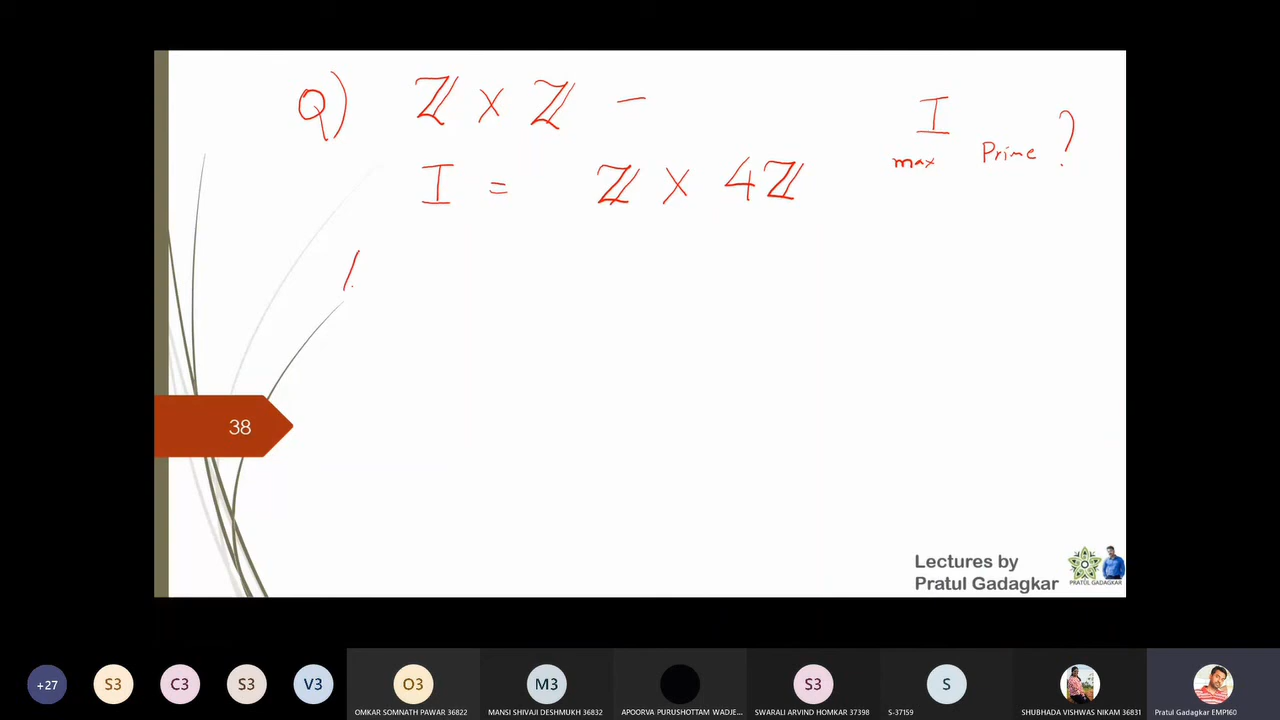 Q) ℤ × ℤ –
I = ℤ × 4ℤ
I
max Prime ?
38
Lectures by
Pratul Gadagkar
PRATUL GADAGKAR
+27 S3 C3 S3 V3 O3 M3 S3 S
OMKAR SOMNATH PAWAR 36822 MANSI SHIVAJI DESHMUKH 36832 APOORVA PURUSHOTTAM WADJE... SWARALI ARVIND HOMKAR 37398 S-37159 SHUBHADA VISHWAS NIKAM 36831 Pratul Gadagkar EMP160